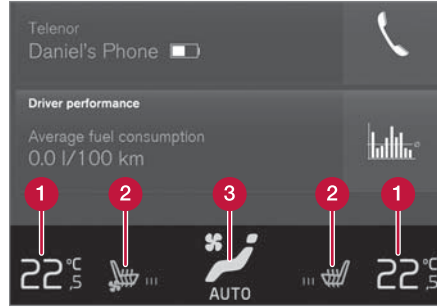 Telenor
Daniel's Phone
Driver performance
Average fuel consumption
0.0 l/100 km
1 2 3 2 1
22,5 °C 22,5 °C
AUTO